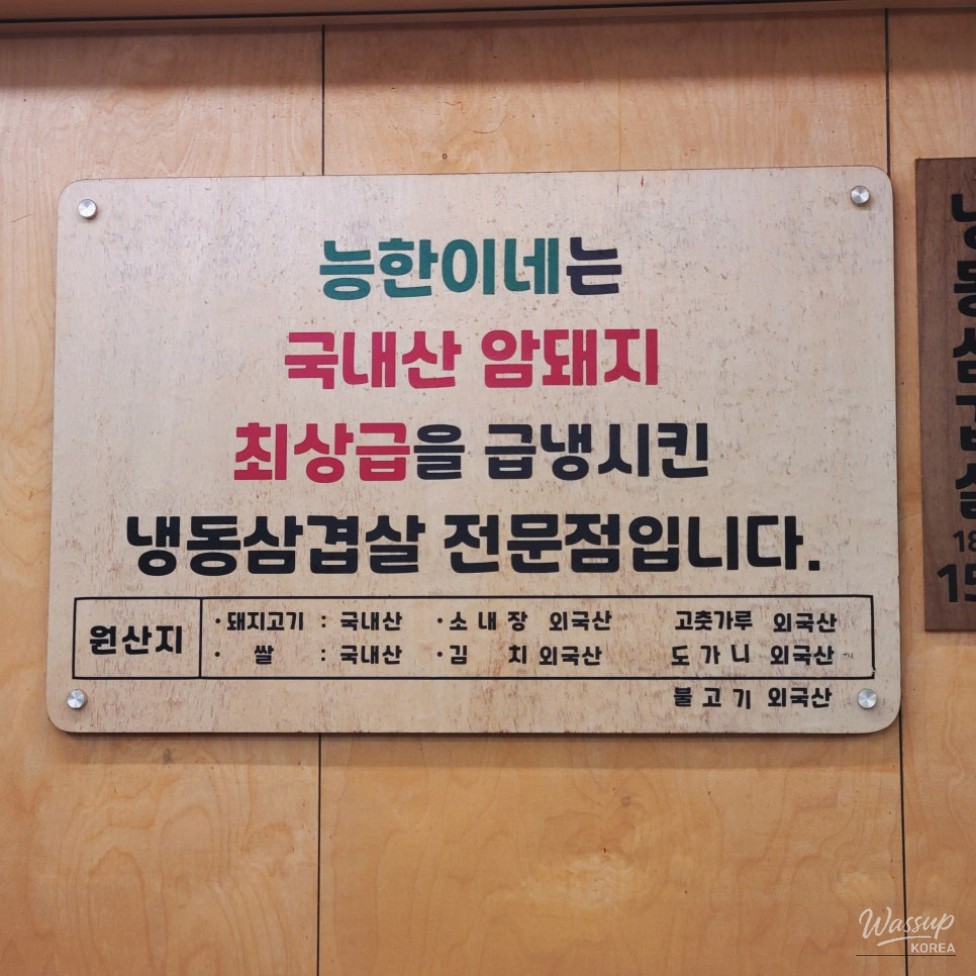 능한이네는
국내산 암돼지
최상급을 급냉시킨
냉동삼겹살 전문점입니다.
원산지
·돼지고기 : 국내산 ·소 내 장 외국산 고춧가루 외국산
· 쌀 : 국내산 ·김 치 외국산 도 가 니 외국산
불 고 기 외국산
Wassup
KOREA